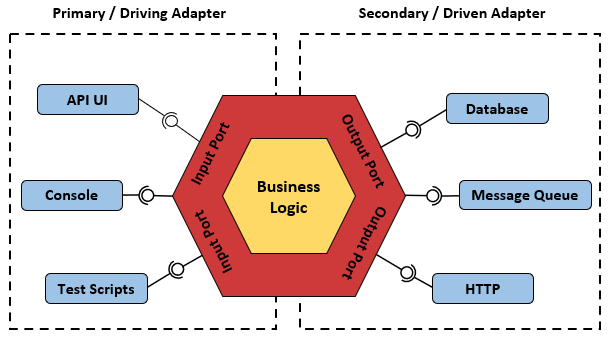 Primary / Driving Adapter
Secondary / Driven Adapter
API UI
Console
Test Scripts
Input Port
Input Port
Business
Logic
Output Port
Output Port
Database
Message Queue
HTTP